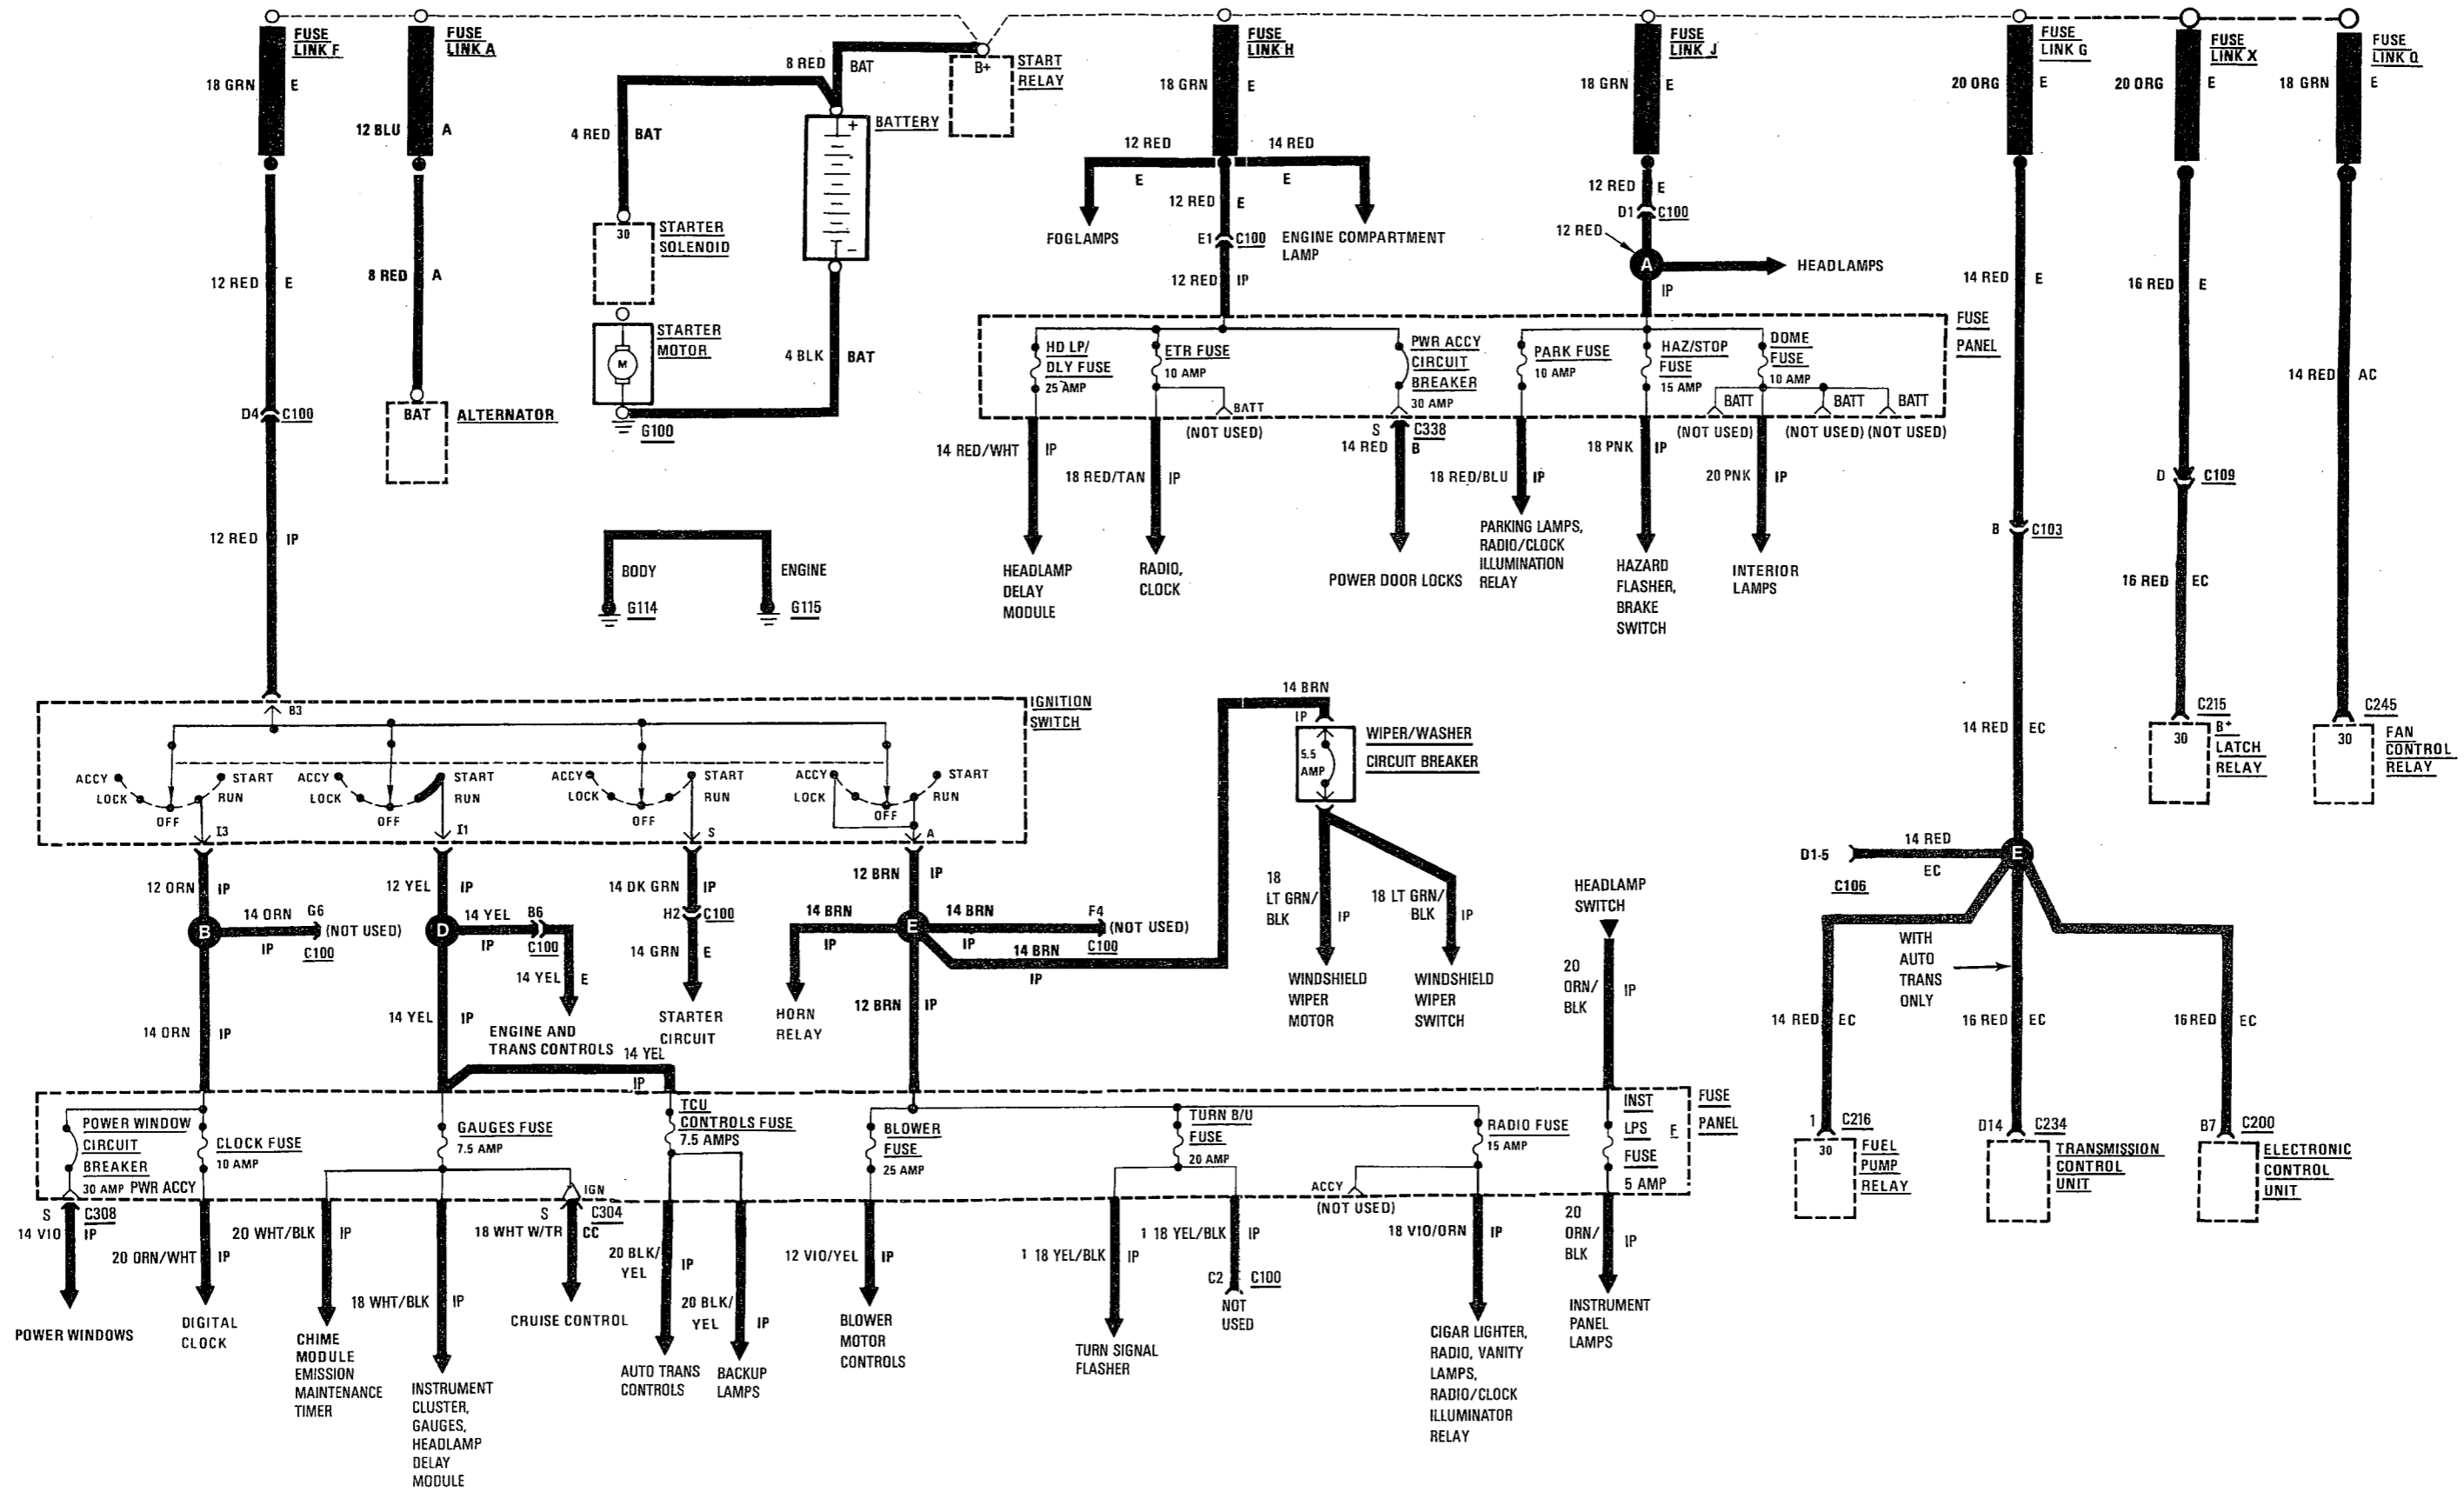 FUSE
LINK F
18 GRN E
FUSE
LINK A
12 BLU A
8 RED BAT
4 RED BAT
BATTERY
+
-
B+
START
RELAY
FUSE
LINK H
18 GRN E
12 RED
E
14 RED
E
12 RED E
FOGLAMPS
E1 C100
ENGINE COMPARTMENT
LAMP
12 RED IP
FUSE
LINK J
18 GRN E
12 RED E
D1 C100
12 RED
A
HEADLAMPS
IP
FUSE
LINK G
20 ORG E
FUSE
LINK X
20 ORG E
FUSE
LINK Q
18 GRN E
30
STARTER
SOLENOID
STARTER
MOTOR
M
4 BLK BAT
G100
12 RED E
8 RED A
D4 C100
BAT
ALTERNATOR
12 RED IP
BODY
ENGINE
G114
G115
FUSE
PANEL
HD LP/
DLY FUSE
25 AMP
ETR FUSE
10 AMP
BATT
(NOT USED)
PWR ACCY
CIRCUIT
BREAKER
30 AMP
PARK FUSE
10 AMP
HAZ/STOP
FUSE
15 AMP
DOME
FUSE
10 AMP
BATT
BATT
BATT
(NOT USED)
(NOT USED)
(NOT USED)
14 RED/WHT IP
18 RED/TAN IP
S C338
14 RED B
18 RED/BLU IP
18 PNK IP
20 PNK IP
HEADLAMP
DELAY
MODULE
RADIO,
CLOCK
POWER DOOR LOCKS
PARKING LAMPS,
RADIO/CLOCK
ILLUMINATION
RELAY
HAZARD
FLASHER,
BRAKE
SWITCH
INTERIOR
LAMPS
14 RED E
16 RED E
14 RED AC
D C109
B C103
16 RED EC
14 RED EC
C215
30
B+
LATCH
RELAY
C245
30
FAN
CONTROL
RELAY
IGNITION
SWITCH
B3
ACCY
LOCK
OFF
START
RUN
I3
ACCY
LOCK
OFF
START
RUN
I1
ACCY
LOCK
OFF
START
RUN
S
ACCY
LOCK
OFF
START
RUN
A
14 BRN
IP
5.5
AMP
WIPER/WASHER
CIRCUIT BREAKER
12 ORN IP
12 YEL IP
14 DK GRN IP
12 BRN IP
B
14 ORN
IP
G6
(NOT USED)
C100
D
14 YEL
IP
B6
C100
14 YEL E
H2 C100
14 GRN E
14 BRN
IP
E
14 BRN
IP
F4
(NOT USED)
C100
14 BRN
IP
18
LT GRN/
BLK
IP
18 LT GRN/
BLK
IP
WINDSHIELD
WIPER
MOTOR
WINDSHIELD
WIPER
SWITCH
HEADLAMP
SWITCH
20
ORN/
BLK
IP
14 RED
EC
D1-5
C106
E
WITH
AUTO
TRANS
ONLY
14 RED EC
16 RED EC
16 RED EC
14 ORN IP
14 YEL IP
ENGINE AND
TRANS CONTROLS
STARTER
CIRCUIT
HORN
RELAY
12 BRN IP
14 YEL
IP
FUSE
PANEL
POWER WINDOW
CIRCUIT
BREAKER
30 AMP PWR ACCY
CLOCK FUSE
10 AMP
GAUGES FUSE
7.5 AMP
IGN
TCU
CONTROLS FUSE
7.5 AMPS
BLOWER
FUSE
25 AMP
TURN B/U
FUSE
20 AMP
RADIO FUSE
15 AMP
ACCY
(NOT USED)
INST
LPS F
FUSE
5 AMP
1 C216
30
FUEL
PUMP
RELAY
D14 C234
TRANSMISSION
CONTROL
UNIT
B7 C200
ELECTRONIC
CONTROL
UNIT
S C308
14 VIO IP
20 ORN/WHT IP
20 WHT/BLK IP
18 WHT/BLK IP
S C304
18 WHT W/TR CC
20 BLK/
YEL
IP
20 BLK/
YEL
IP
12 VIO/YEL IP
1 18 YEL/BLK IP
1 18 YEL/BLK IP
C2 C100
NOT
USED
18 VIO/ORN IP
20
ORN/
BLK
IP
POWER WINDOWS
DIGITAL
CLOCK
CHIME
MODULE
EMISSION
MAINTENANCE
TIMER
INSTRUMENT
CLUSTER,
GAUGES,
HEADLAMP
DELAY
MODULE
CRUISE CONTROL
AUTO TRANS
CONTROLS
BACKUP
LAMPS
BLOWER
MOTOR
CONTROLS
TURN SIGNAL
FLASHER
CIGAR LIGHTER,
RADIO, VANITY
LAMPS,
RADIO/CLOCK
ILLUMINATOR
RELAY
INSTRUMENT
PANEL
LAMPS